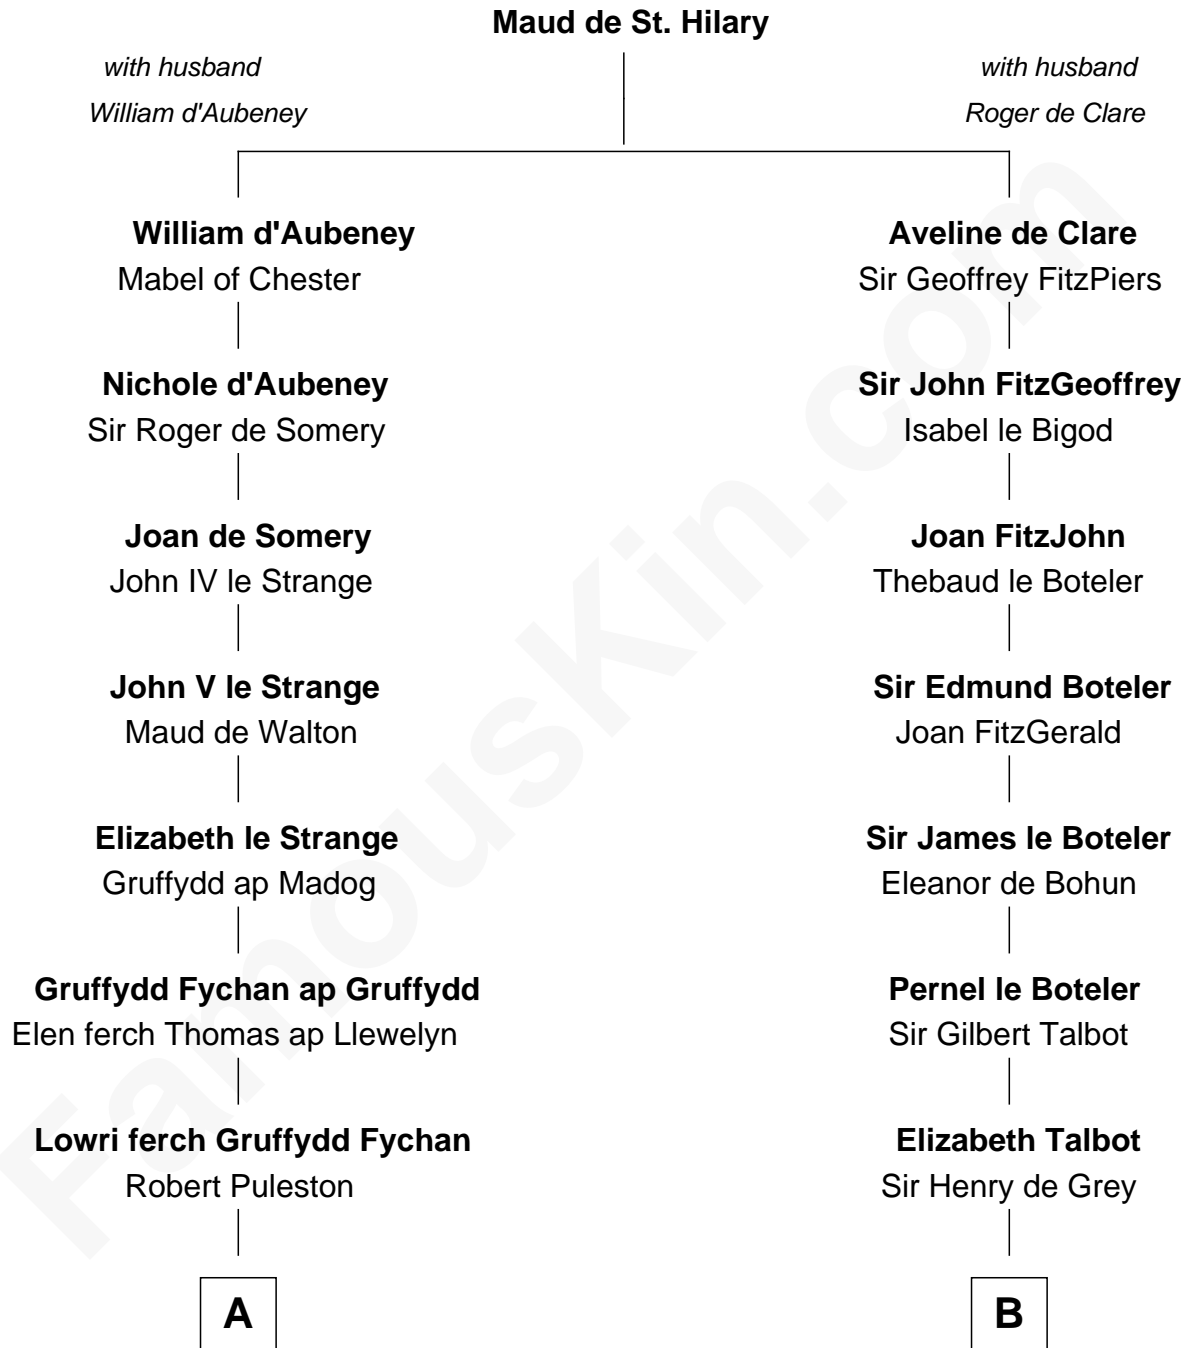 Maud de St. Hilary
with husband
William d'Aubeney
with husband
Roger de Clare
William d'Aubeney
Mabel of Chester
Aveline de Clare
Sir Geoffrey FitzPiers
Nichole d'Aubeney
Sir Roger de Somery
Sir John FitzGeoffrey
Isabel le Bigod
Joan de Somery
John IV le Strange
Joan FitzJohn
Thebaud le Boteler
John V le Strange
Maud de Walton
Sir Edmund Boteler
Joan FitzGerald
Elizabeth le Strange
Gruffydd ap Madog
Sir James le Boteler
Eleanor de Bohun
Gruffydd Fychan ap Gruffydd
Elen ferch Thomas ap Llewelyn
Pernel le Boteler
Sir Gilbert Talbot
Lowri ferch Gruffydd Fychan
Robert Puleston
Elizabeth Talbot
Sir Henry de Grey
A
B
FamousKin.com